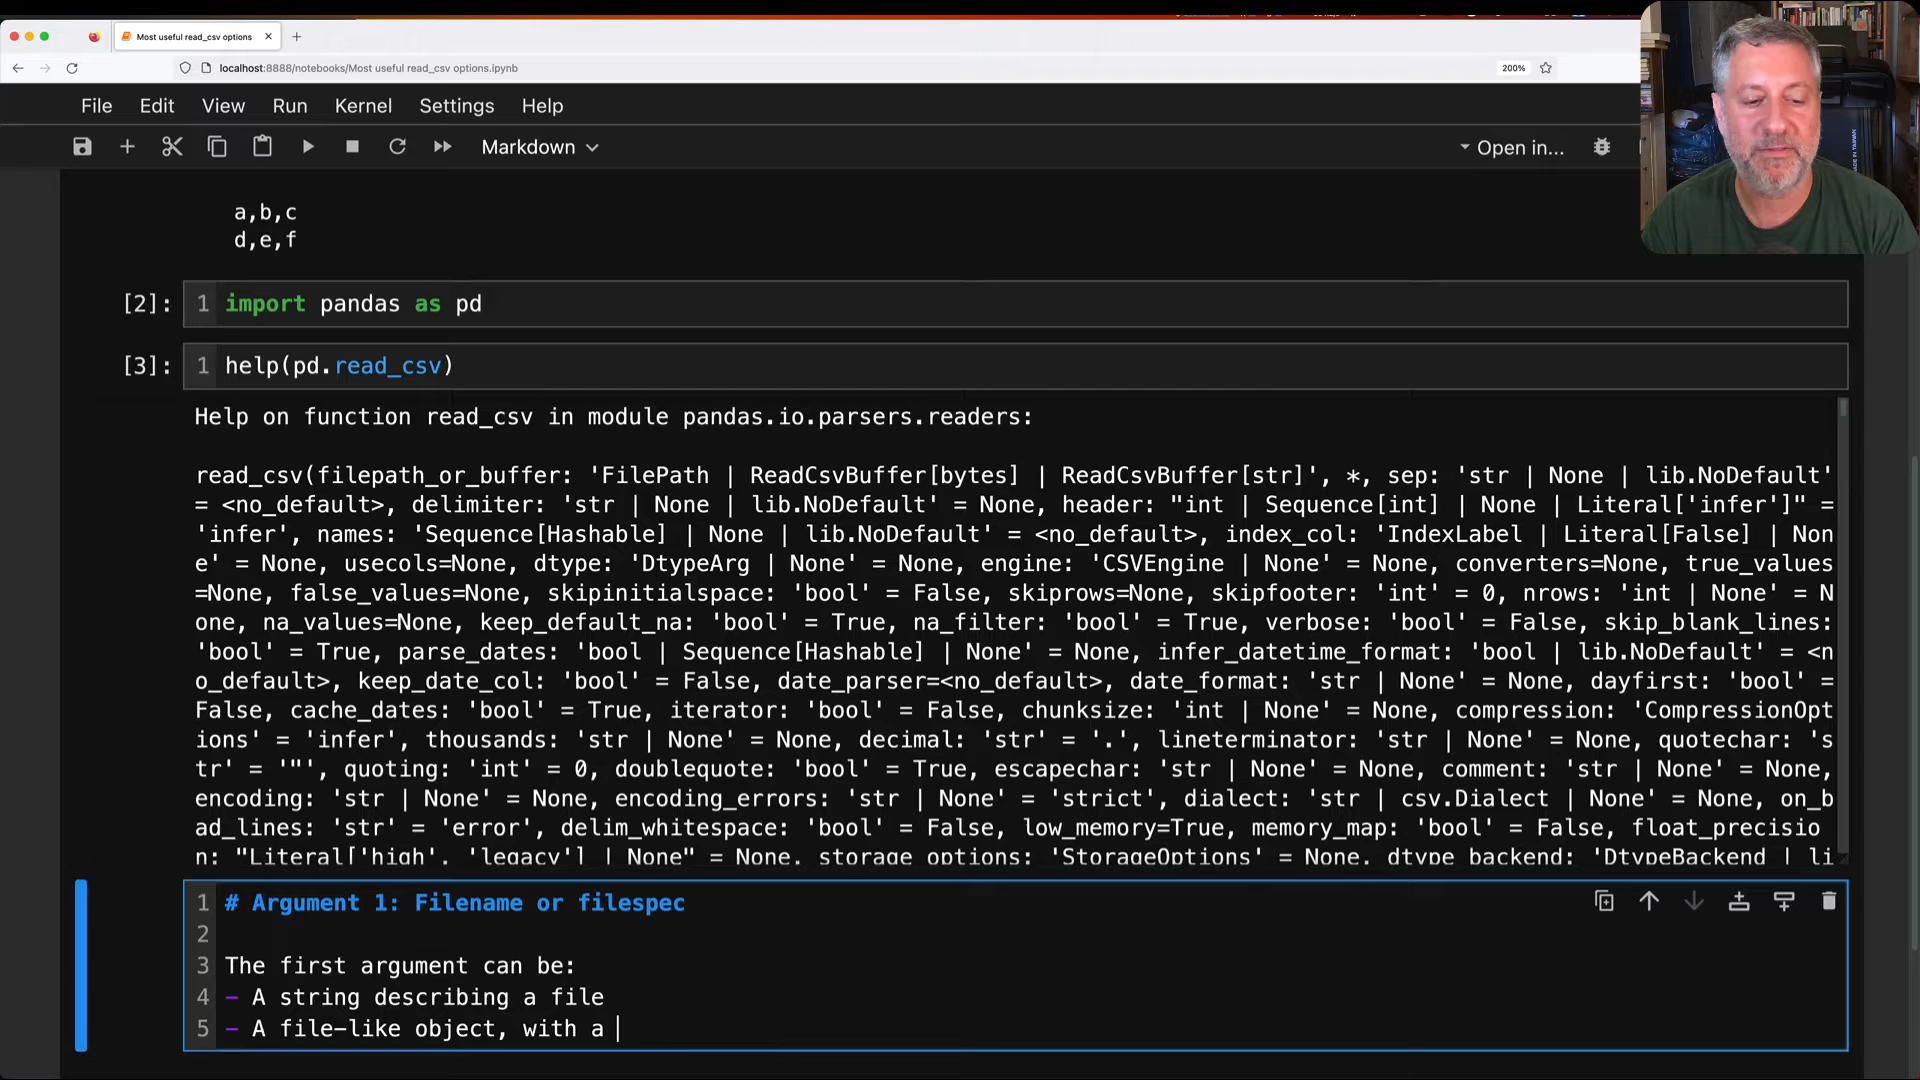 Most useful read_csv options
localhost:8888/notebooks/Most useful read_csv options.ipynb
200%
File Edit View Run Kernel Settings Help
Markdown
Open in...
a,b,c
d,e,f
[2]: 1 import pandas as pd
[3]: 1 help(pd.read_csv)
Help on function read_csv in module pandas.io.parsers.readers:
read_csv(filepath_or_buffer: 'FilePath | ReadCsvBuffer[bytes] | ReadCsvBuffer[str]', *, sep: 'str | None | lib.NoDefault'
= <no_default>, delimiter: 'str | None | lib.NoDefault' = None, header: "int | Sequence[int] | None | Literal['infer']" =
'infer', names: 'Sequence[Hashable] | None | lib.NoDefault' = <no_default>, index_col: 'IndexLabel | Literal[False] | Non
e' = None, usecols=None, dtype: 'DtypeArg | None' = None, engine: 'CSVEngine | None' = None, converters=None, true_values
=None, false_values=None, skipinitialspace: 'bool' = False, skiprows=None, skipfooter: 'int' = 0, nrows: 'int | None' = N
one, na_values=None, keep_default_na: 'bool' = True, na_filter: 'bool' = True, verbose: 'bool' = False, skip_blank_lines:
'bool' = True, parse_dates: 'bool | Sequence[Hashable] | None' = None, infer_datetime_format: 'bool | lib.NoDefault' = <n
o_default>, keep_date_col: 'bool' = False, date_parser=<no_default>, date_format: 'str | None' = None, dayfirst: 'bool' =
False, cache_dates: 'bool' = True, iterator: 'bool' = False, chunksize: 'int | None' = None, compression: 'CompressionOpt
ions' = 'infer', thousands: 'str | None' = None, decimal: 'str' = '.', lineterminator: 'str | None' = None, quotechar: 's
tr' = '"', quoting: 'int' = 0, doublequote: 'bool' = True, escapechar: 'str | None' = None, comment: 'str | None' = None,
encoding: 'str | None' = None, encoding_errors: 'str | None' = 'strict', dialect: 'str | csv.Dialect | None' = None, on_b
ad_lines: 'str' = 'error', delim_whitespace: 'bool' = False, low_memory=True, memory_map: 'bool' = False, float_precisio
n: "Literal['high', 'legacy'] | None" = None, storage_options: 'StorageOptions' = None, dtype_backend: 'DtypeBackend | li
1 # Argument 1: Filename or filespec
2
3 The first argument can be:
4 - A string describing a file
5 - A file-like object, with a